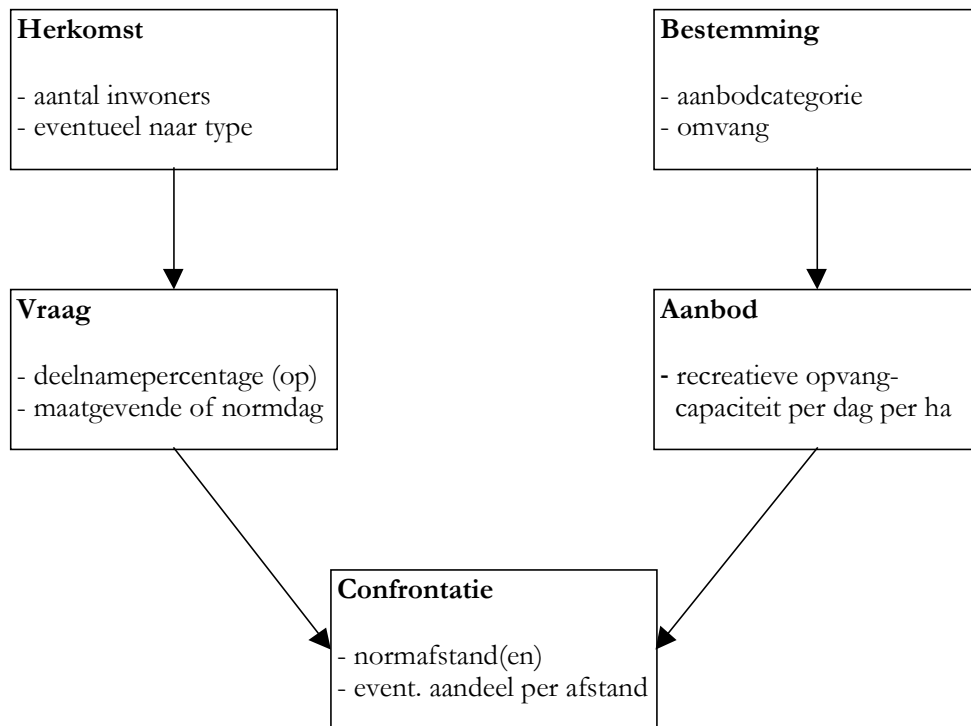 Herkomst
- aantal inwoners
- eventueel naar type
Bestemming
- aanbodcategorie
- omvang
Vraag
- deelnamepercentage (op)
- maatgevende of normdag
Aanbod
- recreatieve opvang-
capaciteit per dag per ha
Confrontatie
- normafstand(en)
- event. aandeel per afstand